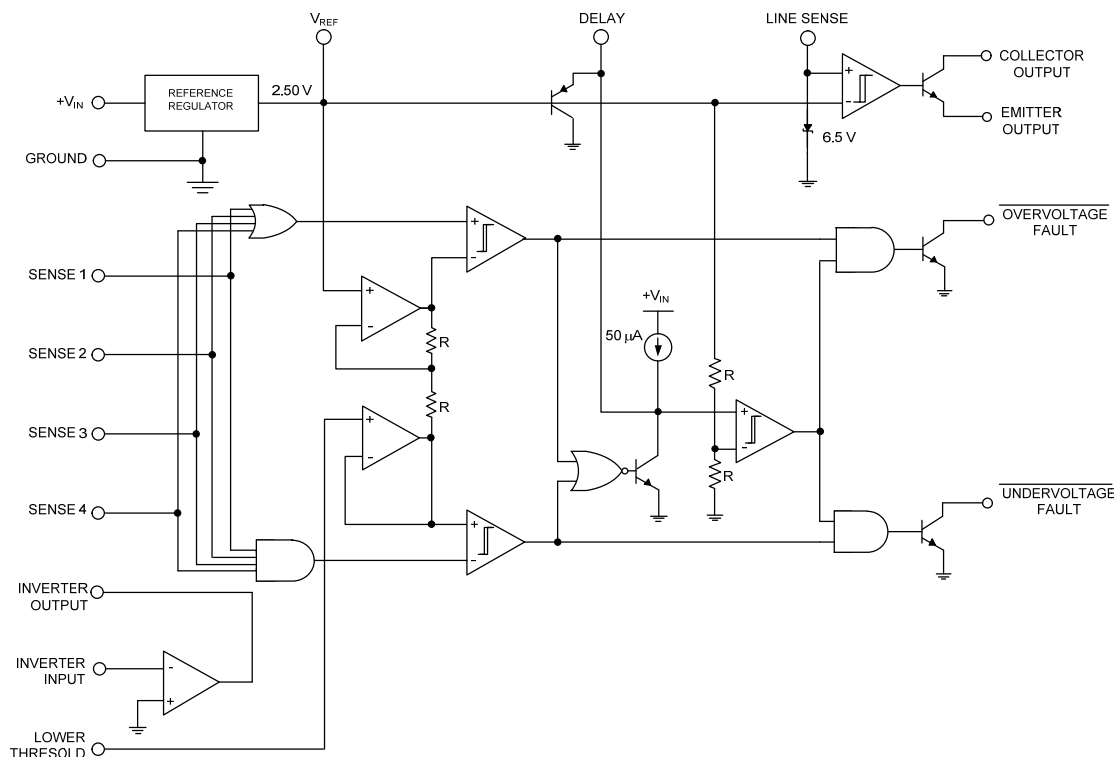 VREF
DELAY
LINE SENSE
COLLECTOR
OUTPUT
+
-
EMITTER
OUTPUT
6.5 V
+VIN
REFERENCE
REGULATOR
2.50 V
GROUND
OVERVOLTAGE
FAULT
+
-
SENSE 1
+
-
R
+VIN
50 µA
SENSE 2
R
R
+
-
SENSE 3
+
-
R
SENSE 4
UNDERVOLTAGE
FAULT
+
-
INVERTER
OUTPUT
INVERTER
INPUT
-
+
LOWER
THRESOLD